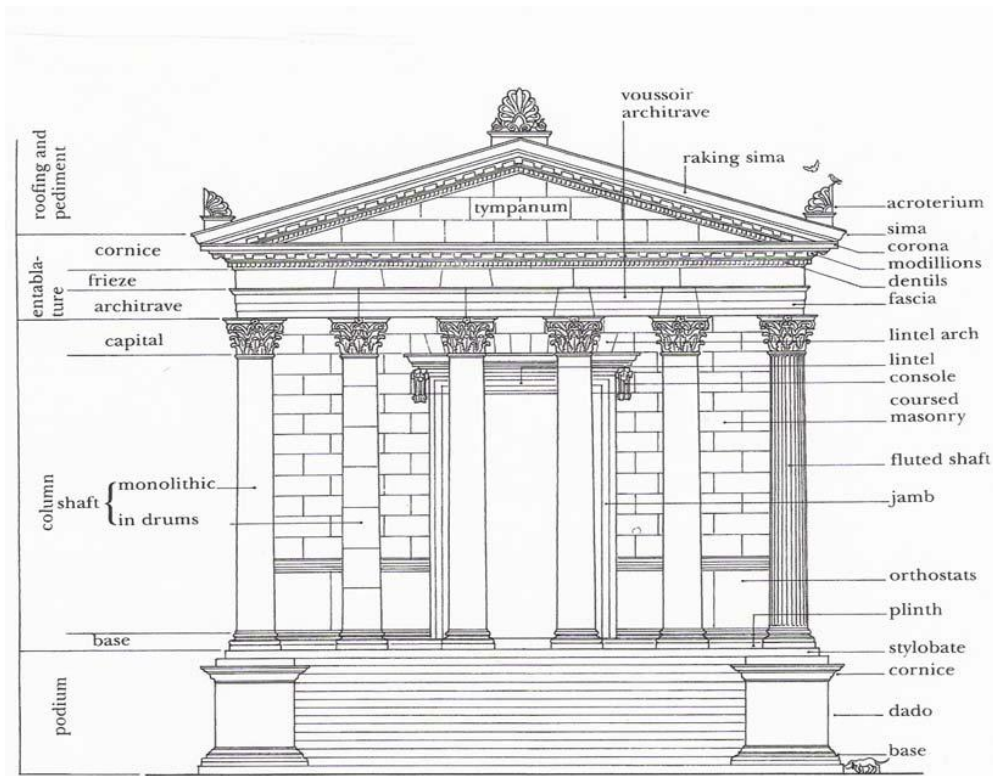 voussoir
architrave
raking sima
roofing and
pediment
tympanum
acroterium
sima
cornice
corona
modillions
entabla-
ture
frieze
dentils
architrave
fascia
capital
lintel arch
lintel
console
coursed
masonry
column
fluted shaft
shaft { monolithic
in drums
jamb
orthostats
plinth
base
stylobate
cornice
podium
dado
base